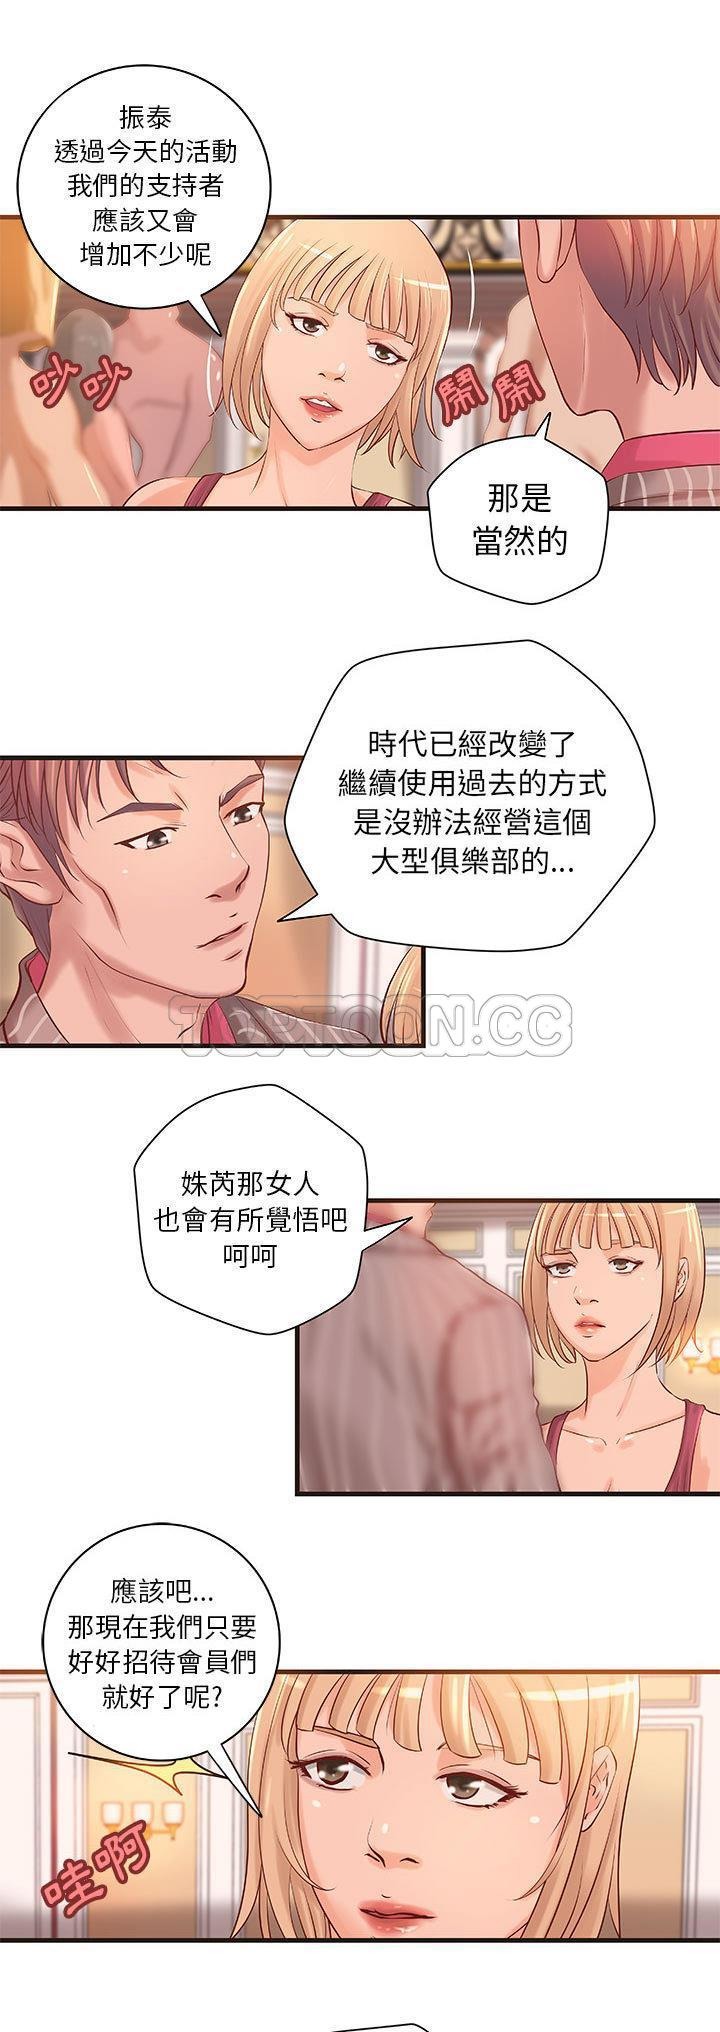 振泰
透過今天的活動
我們的支持者
應該又會
增加不少呢
吵吵
鬧鬧
那是
當然的
時代已經改變了
繼續使用過去的方式
是沒辦法經營這個
大型俱樂部的...
TOPTOON.CC
姝芮那女人
也會有所覺悟吧
呵呵
應該吧...
那現在我們只要
好好招待會員們
就好了呢?
哇啊